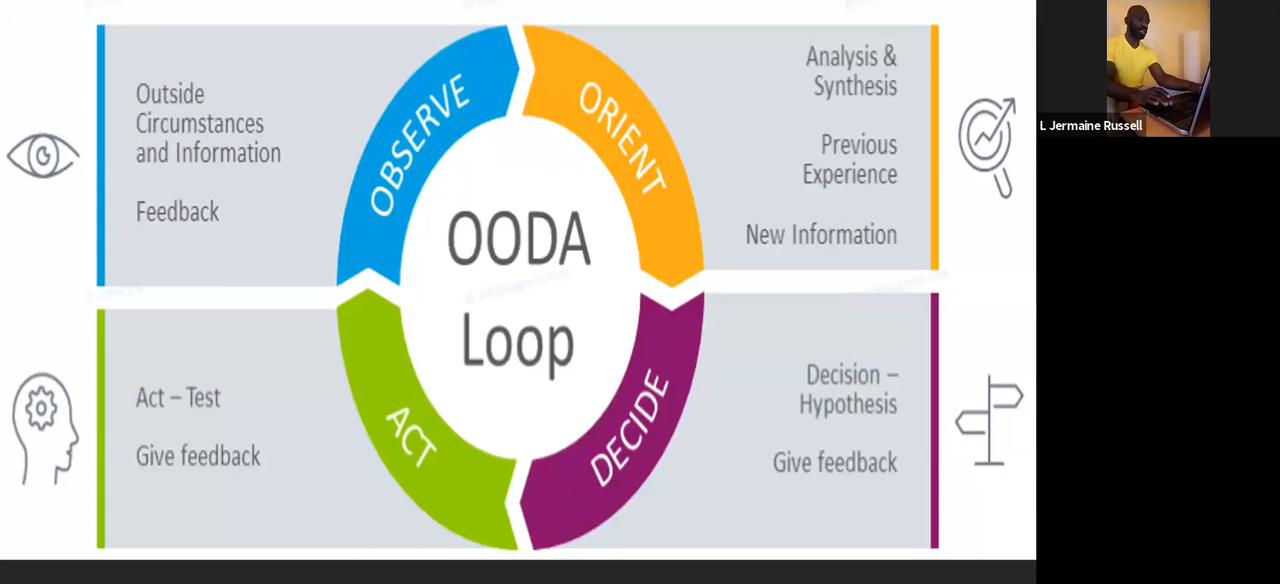 Outside
Circumstances
and Information
Feedback
OBSERVE
ORIENT
Analysis &
Synthesis
Previous
Experience
New Information
OODA
Loop
Act – Test
Give feedback
ACT
DECIDE
Decision –
Hypothesis
Give feedback
L Jermaine Russell